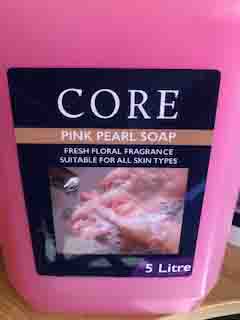 CORE
PINK PEARL SOAP
FRESH FLORAL FRAGRANCE
SUITABLE FOR ALL SKIN TYPES
5 Litre